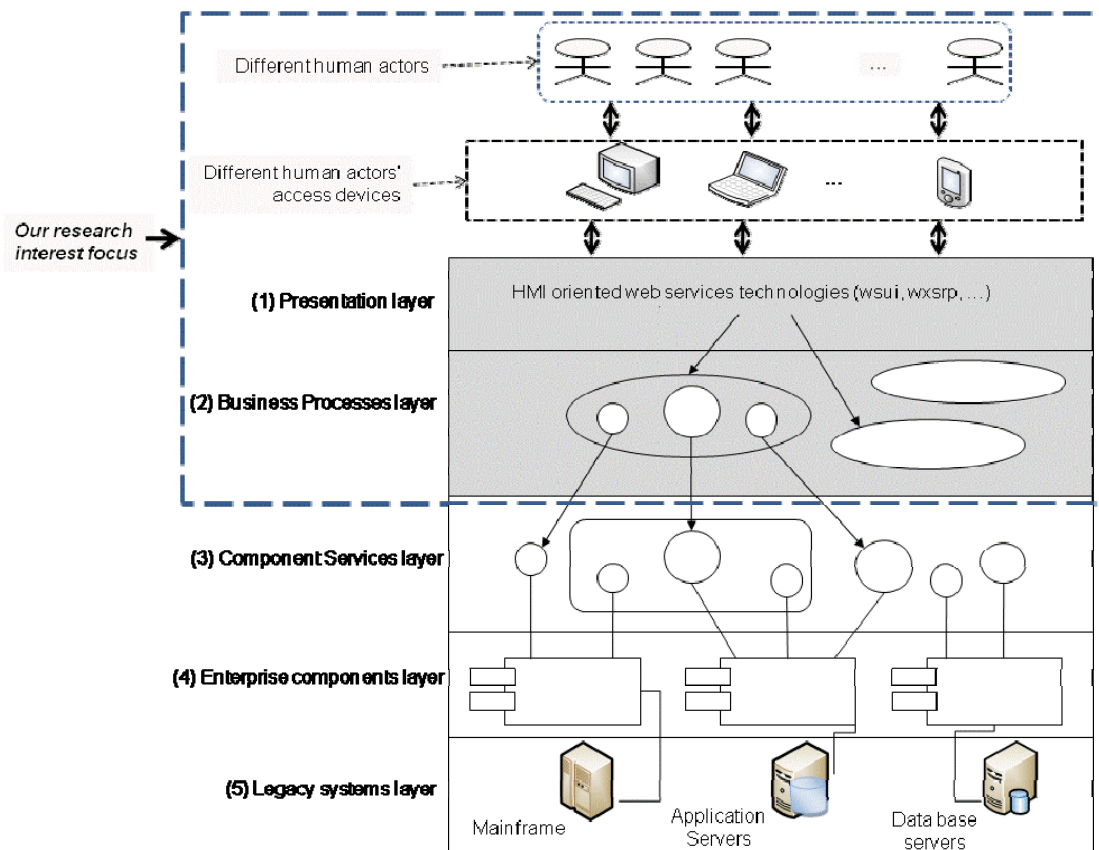 Different human actors
...
Different human actors'
access devices
...
Our research
interest focus
(1) Presentation layer
HMI oriented web services technologies (wsui, wxsrp, ...)
(2) Business Processes layer
(3) Component Services layer
(4) Enterprise components layer
(5) Legacy systems layer
Mainframe
Application
Servers
Data base
servers